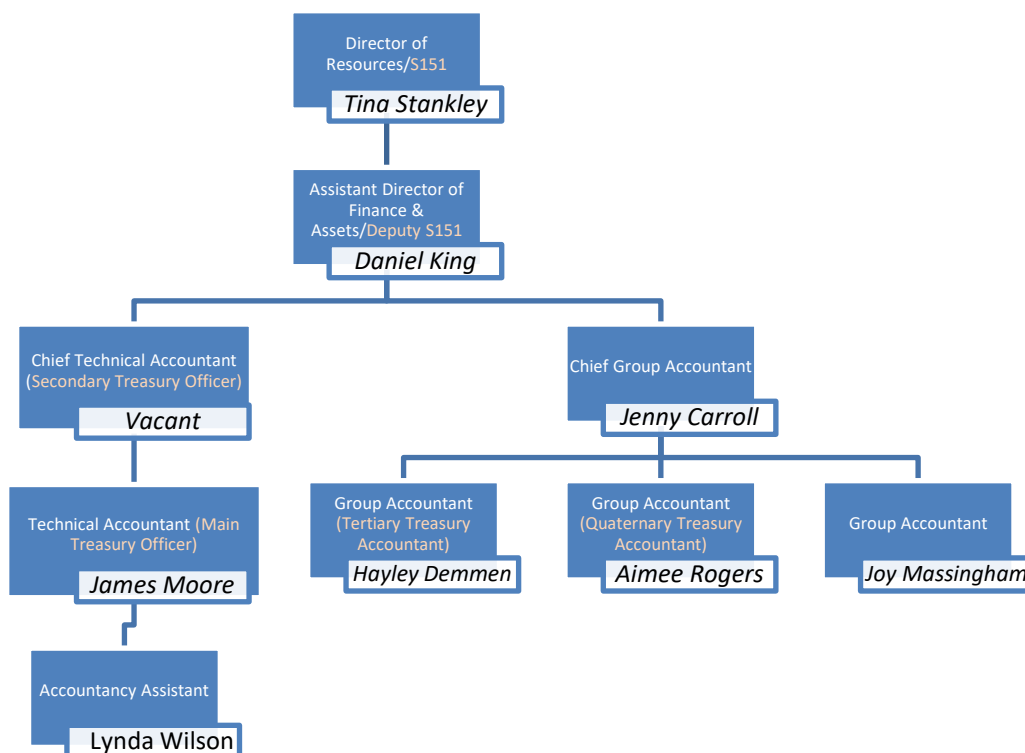 Director of
Resources/S151
Tina Stankley
Assistant Director of
Finance &
Assets/Deputy S151
Daniel King
Chief Technical Accountant
(Secondary Treasury Officer)
Vacant
Chief Group Accountant
Jenny Carroll
Technical Accountant (Main
Treasury Officer)
James Moore
Group Accountant
(Tertiary Treasury
Accountant)
Hayley Demmen
Group Accountant
(Quaternary Treasury
Accountant)
Aimee Rogers
Group Accountant
Joy Massingham
Accountancy Assistant
Lynda Wilson